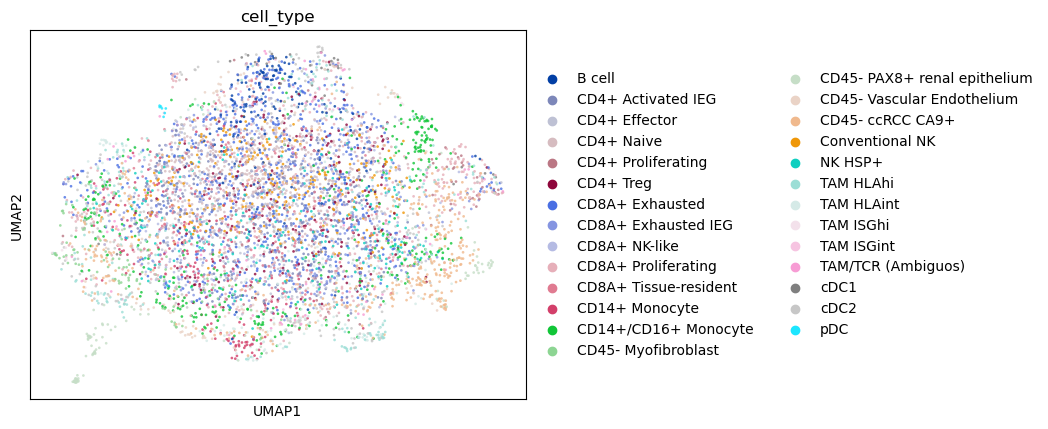 cell_type
UMAP2
UMAP1
B cell
CD4+ Activated IEG
CD4+ Effector
CD4+ Naive
CD4+ Proliferating
CD4+ Treg
CD8A+ Exhausted
CD8A+ Exhausted IEG
CD8A+ NK-like
CD8A+ Proliferating
CD8A+ Tissue-resident
CD14+ Monocyte
CD14+/CD16+ Monocyte
CD45- Myofibroblast
CD45- PAX8+ renal epithelium
CD45- Vascular Endothelium
CD45- ccRCC CA9+
Conventional NK
NK HSP+
TAM HLAhi
TAM HLAint
TAM ISGhi
TAM ISGint
TAM/TCR (Ambiguos)
cDC1
cDC2
pDC